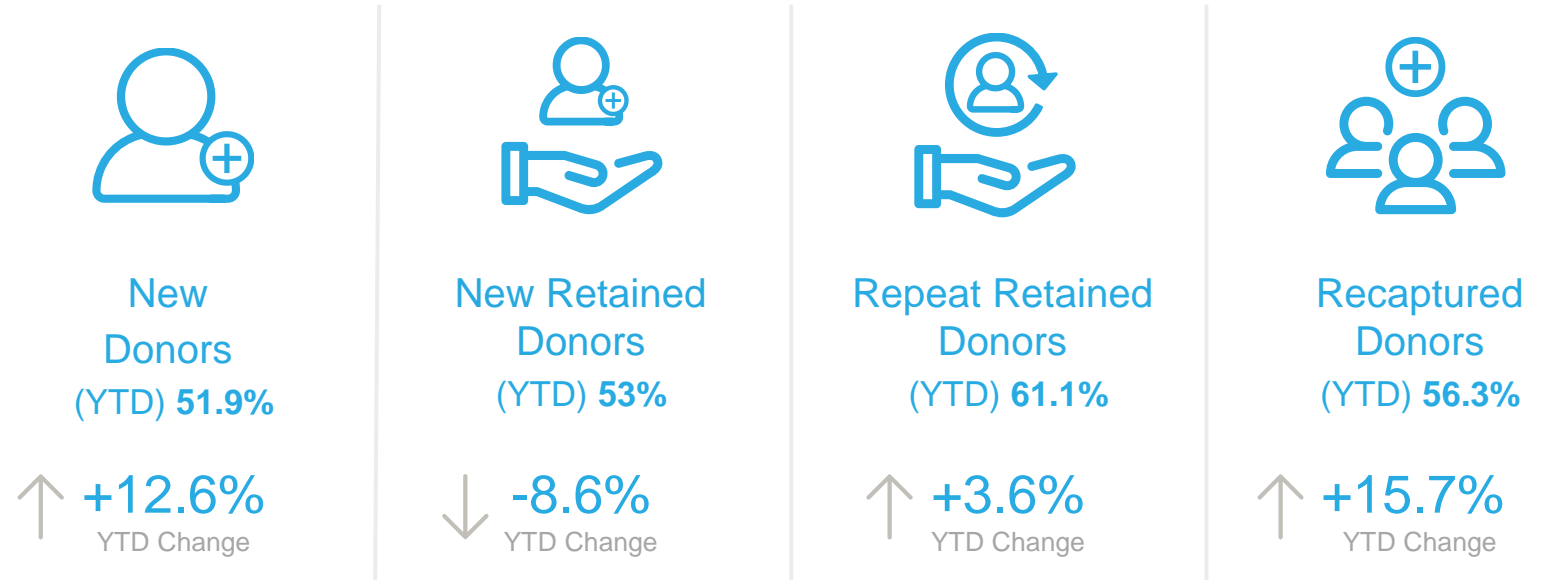 New
Donors
(YTD) 51.9%
+12.6%
YTD Change
New Retained
Donors
(YTD) 53%
-8.6%
YTD Change
Repeat Retained
Donors
(YTD) 61.1%
+3.6%
YTD Change
Recaptured
Donors
(YTD) 56.3%
+15.7%
YTD Change